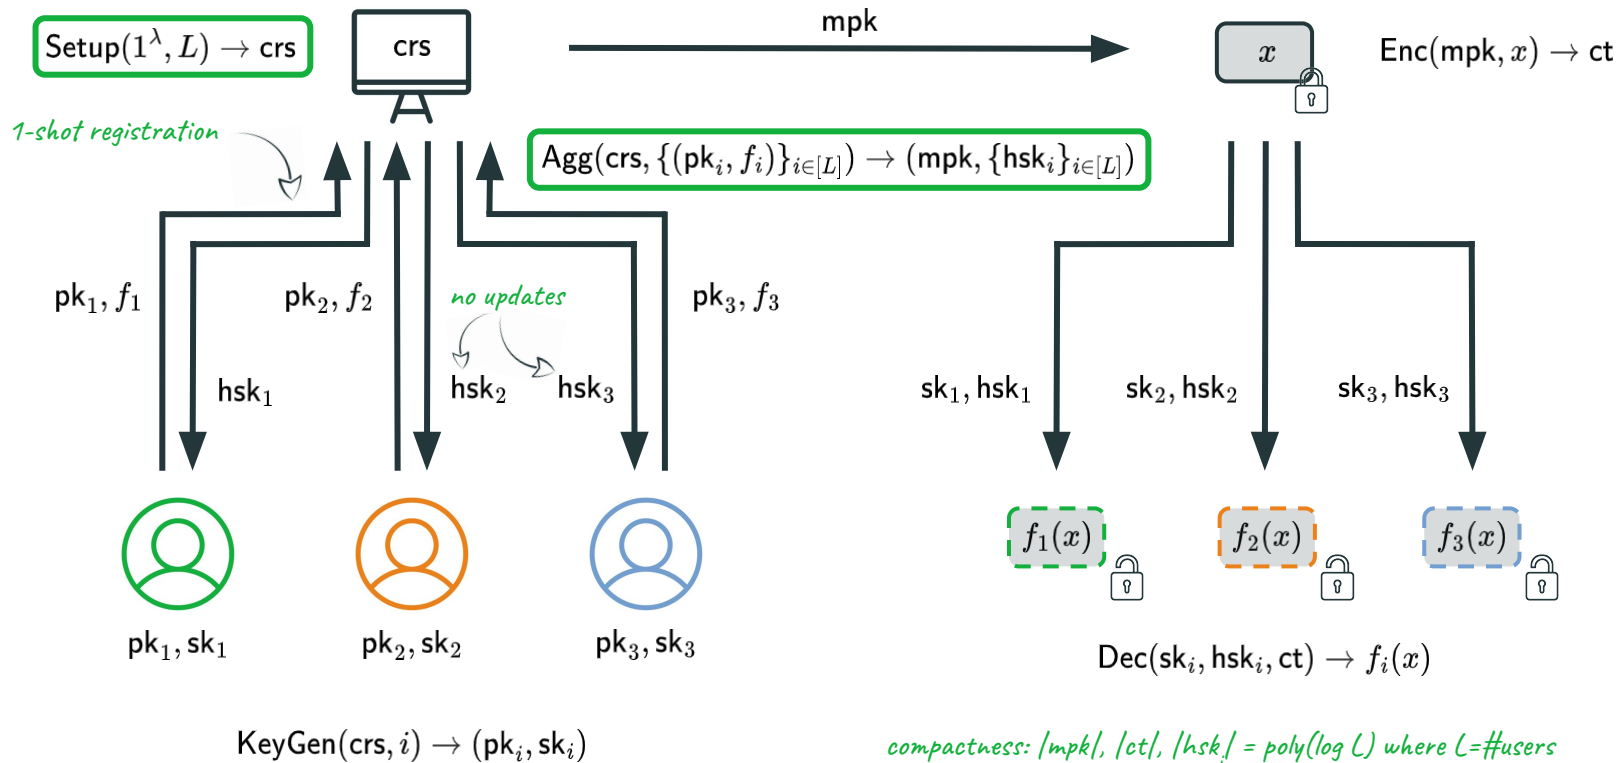 Setup(1^λ, L) → crs
crs
mpk
x
Enc(mpk, x) → ct
1-shot registration
Agg(crs, {(pk_i, f_i)}_{i∈[L]}) → (mpk, {hsk_i}_{i∈[L]})
pk_1, f_1
pk_2, f_2
no updates
pk_3, f_3
hsk_1
hsk_2
hsk_3
sk_1, hsk_1
sk_2, hsk_2
sk_3, hsk_3
f_1(x)
f_2(x)
f_3(x)
pk_1, sk_1
pk_2, sk_2
pk_3, sk_3
Dec(sk_i, hsk_i, ct) → f_i(x)
KeyGen(crs, i) → (pk_i, sk_i)
compactness: |mpk|, |ct|, |hsk_i| = poly(log L) where L=#users